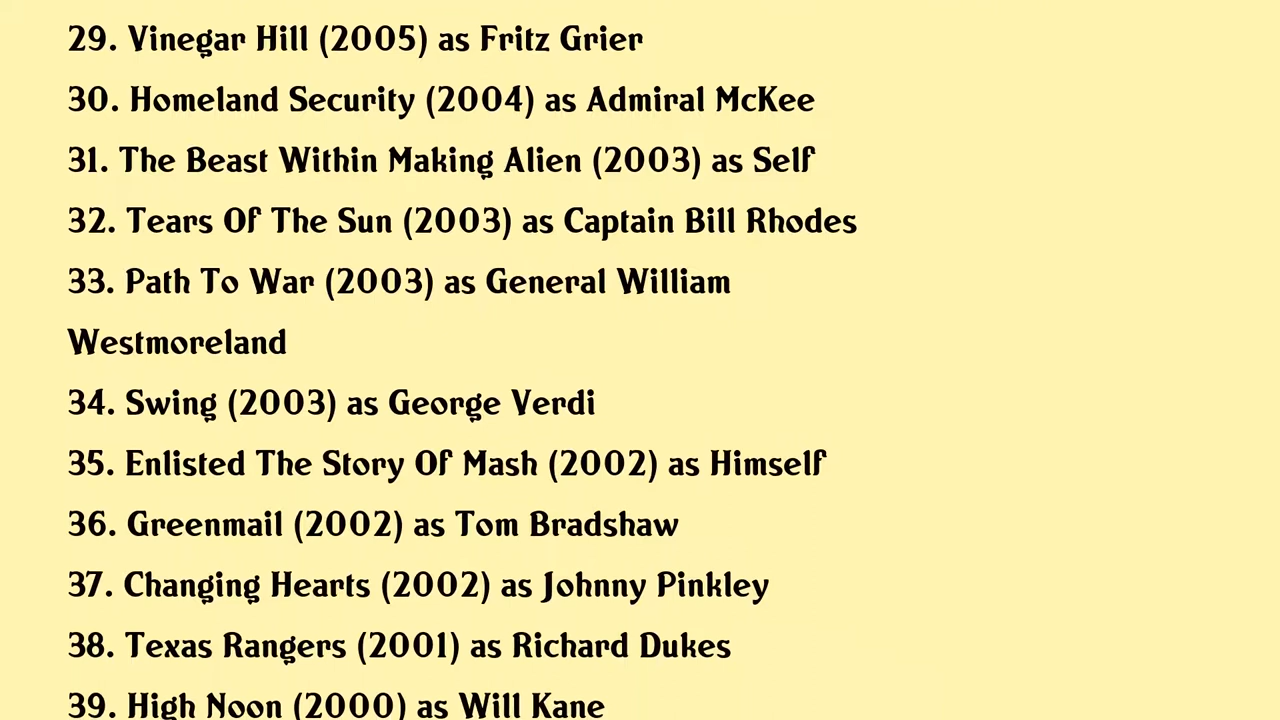 29. Vinegar Hill (2005) as Fritz Grier
30. Homeland Security (2004) as Admiral McKee
31. The Beast Within Making Alien (2003) as Self
32. Tears Of The Sun (2003) as Captain Bill Rhodes
33. Path To War (2003) as General William
Westmoreland
34. Swing (2003) as George Verdi
35. Enlisted The Story Of Mash (2002) as Himself
36. Greenmail (2002) as Tom Bradshaw
37. Changing Hearts (2002) as Johnny Pinkley
38. Texas Rangers (2001) as Richard Dukes
39. High Noon (2000) as Will Kane